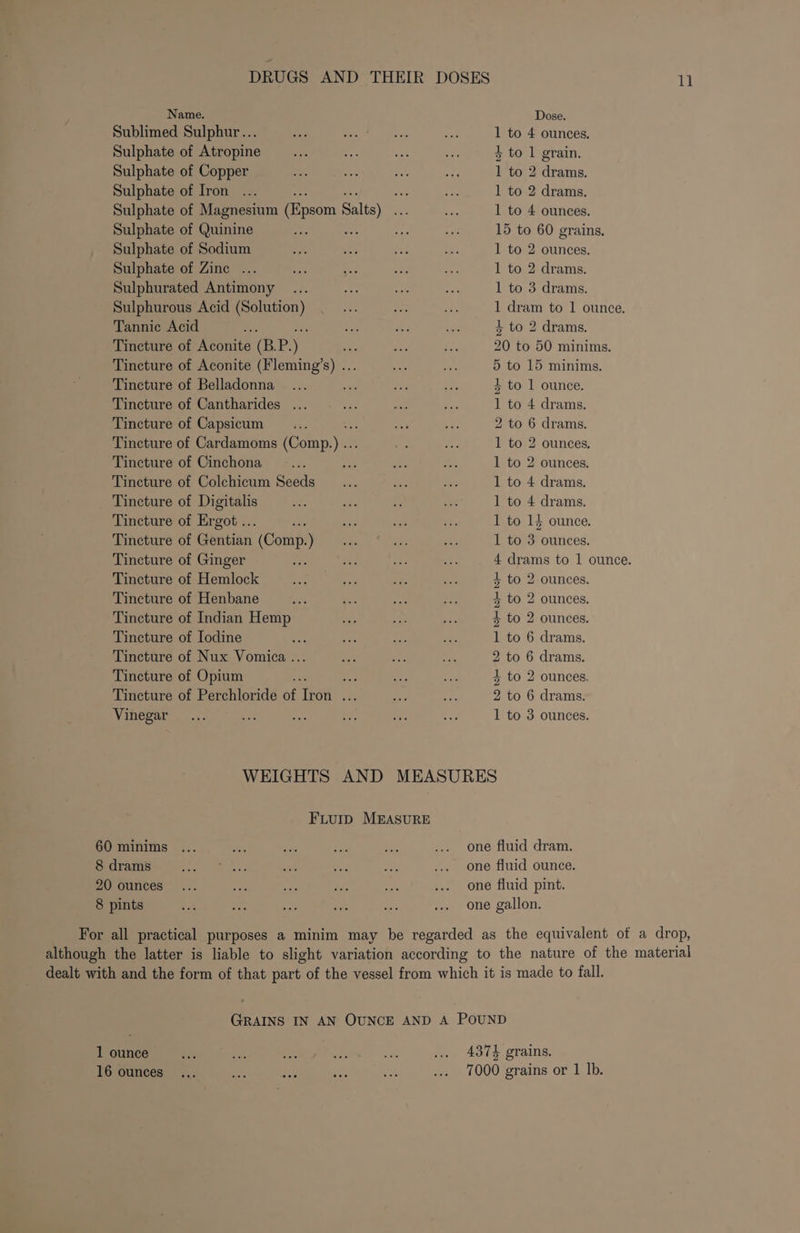 DRUGS AND THEIR DOSES 11
Name. Dose.
Sublimed Sulphur ... ... ... ... ... 1 to 4 ounces.
Sulphate of Atropine ... ... ... ... ½ to 1 grain.
Sulphate of Copper ... ... ... ... 1 to 2 drams.
Sulphate of Iron ... ... ... ... ... 1 to 2 drams.
Sulphate of Magnesium (Epsom Salts) ... ... 1 to 4 ounces.
Sulphate of Quinine ... ... ... ... 15 to 60 grains.
Sulphate of Sodium ... ... ... ... 1 to 2 ounces.
Sulphate of Zinc ... ... ... ... ... 1 to 2 drams.
Sulphurated Antimony ... ... ... ... 1 to 3 drams.
Sulphurous Acid (Solution) ... ... ... 1 dram to 1 ounce.
Tannic Acid ... ... ... ... ... ½ to 2 drams.
Tincture of Aconite (B.P.) ... ... ... 20 to 50 minims.
Tincture of Aconite (Fleming's) ... ... ... 5 to 15 minims.
Tincture of Belladonna ... ... ... ... ½ to 1 ounce.
Tincture of Cantharides ... ... ... ... 1 to 4 drams.
Tincture of Capsicum ... ... ... ... 2 to 6 drams.
Tincture of Cardamoms (Comp.) ... ... ... 1 to 2 ounces.
Tincture of Cinchona ... ... ... ... 1 to 2 ounces.
Tincture of Colchicum Seeds ... ... ... 1 to 4 drams.
Tincture of Digitalis ... ... ... ... 1 to 4 drams.
Tincture of Ergot ... ... ... ... ... 1 to 1½ ounce.
Tincture of Gentian (Comp.) ... ... ... 1 to 3 ounces.
Tincture of Ginger ... ... ... ... 4 drams to 1 ounce.
Tincture of Hemlock ... ... ... ... ½ to 2 ounces.
Tincture of Henbane ... ... ... ... ½ to 2 ounces.
Tincture of Indian Hemp ... ... ... ½ to 2 ounces.
Tincture of Iodine ... ... ... ... 1 to 6 drams.
Tincture of Nux Vomica ... ... ... ... 2 to 6 drams.
Tincture of Opium ... ... ... ... ½ to 2 ounces.
Tincture of Perchloride of Iron ... ... ... 2 to 6 drams.
Vinegar ... ... ... ... ... ... 1 to 3 ounces.
WEIGHTS AND MEASURES
FLUID MEASURE
60 minims ... ... ... ... ... ... one fluid dram.
8 drams ... ... ... ... ... ... one fluid ounce.
20 ounces ... ... ... ... ... ... one fluid pint.
8 pints ... ... ... ... ... ... one gallon.
For all practical purposes a minim may be regarded as the equivalent of a drop,
although the latter is liable to slight variation according to the nature of the material
dealt with and the form of that part of the vessel from which it is made to fall.
GRAINS IN AN OUNCE AND A POUND
1 ounce ... ... ... ... ... ... 437½ grains.
16 ounces ... ... ... ... ... ... 7000 grains or 1 lb.